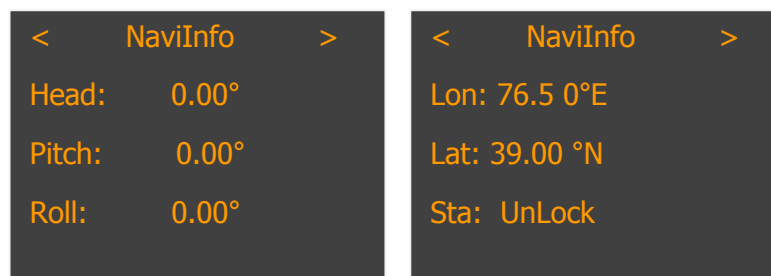 < NaviInfo >
Head: 0.00°
Pitch: 0.00°
Roll: 0.00°
< NaviInfo >
Lon: 76.5 0°E
Lat: 39.00 °N
Sta: UnLock